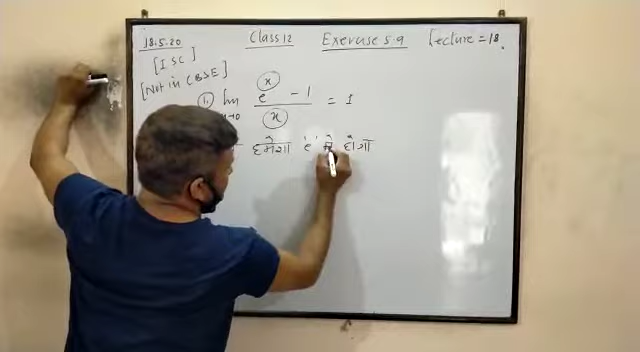 18.5.20 Class 12 Exercise 5.9 Lecture = 18.
[ISC]
[Not in CBSE]
1. lim e^x - 1 / x = 1
x→0
हमेशा 'e' में होगा